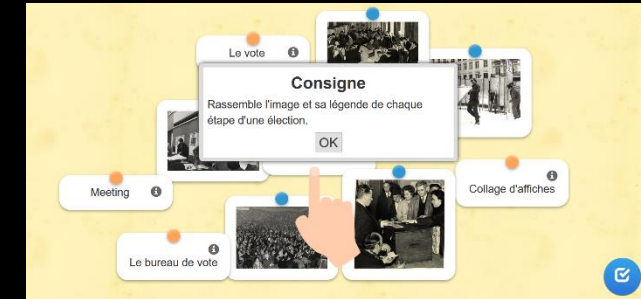 Le vote
Consigne
Rassemble l'image et sa légende de chaque
étape d'une élection.
OK
Meeting
Collage d'affiches
Le bureau de vote